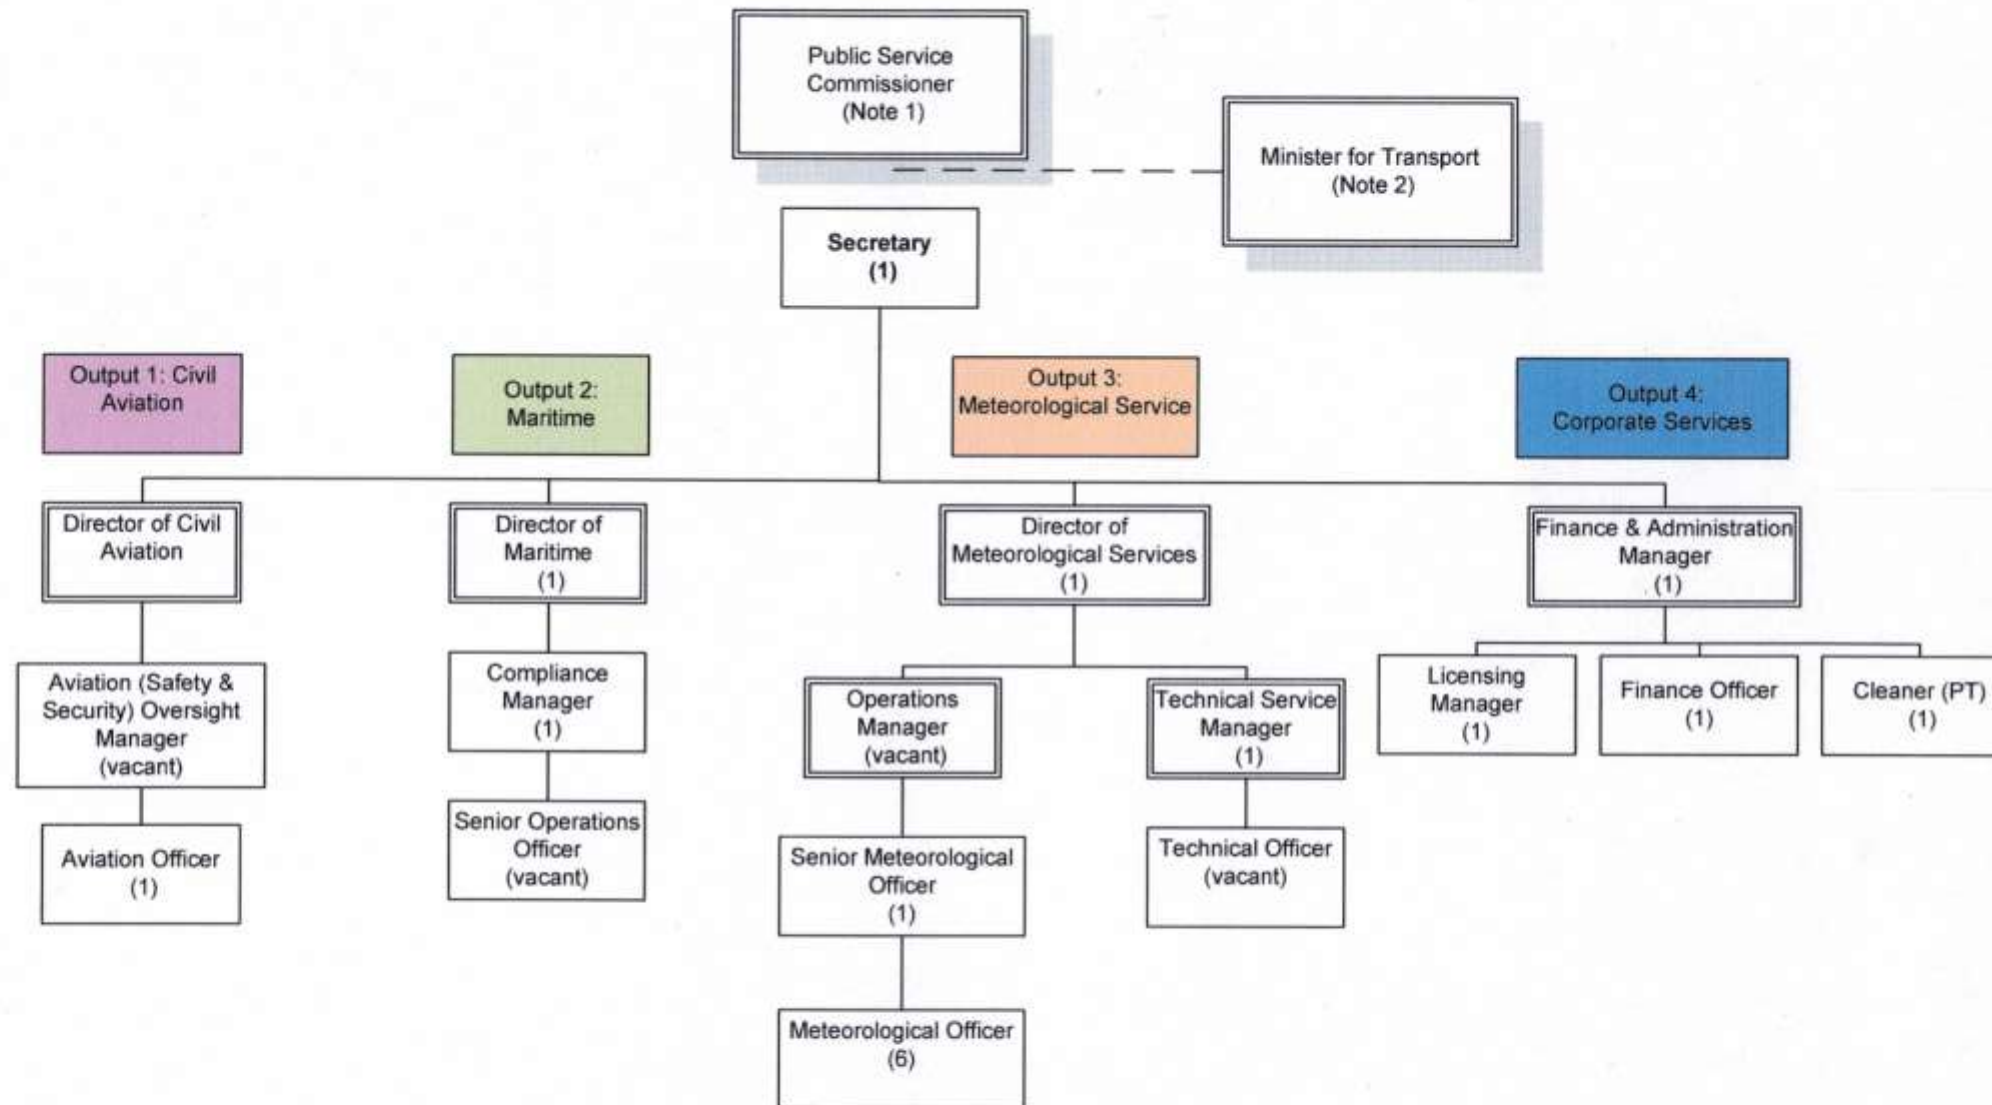 Public Service
Commissioner
(Note 1)
Minister for Transport
(Note 2)
Secretary
(1)
Output 1: Civil
Aviation
Output 2:
Maritime
Output 3:
Meteorological Service
Output 4:
Corporate Services
Director of Civil
Aviation
Director of
Maritime
(1)
Director of
Meteorological Services
(1)
Finance & Administration
Manager
(1)
Aviation (Safety &
Security) Oversight
Manager
(vacant)
Compliance
Manager
(1)
Operations
Manager
(vacant)
Technical Service
Manager
(1)
Licensing
Manager
(1)
Finance Officer
(1)
Cleaner (PT)
(1)
Aviation Officer
(1)
Senior Operations
Officer
(vacant)
Senior Meteorological
Officer
(1)
Technical Officer
(vacant)
Meteorological Officer
(6)